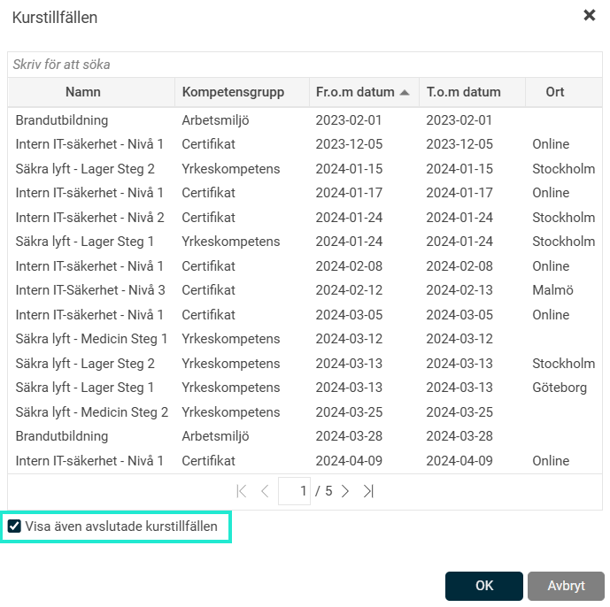 Kurstillfällen
Skriv för att söka
Namn Kompetensgrupp Fr.o.m datum T.o.m datum Ort
Brandutbildning Arbetsmiljö 2023-02-01 2023-02-01
Intern IT-säkerhet - Nivå 1 Certifikat 2023-12-05 2023-12-05 Online
Säkra lyft - Lager Steg 2 Yrkeskompetens 2024-01-15 2024-01-15 Stockholm
Intern IT-säkerhet - Nivå 1 Certifikat 2024-01-17 2024-01-17 Online
Intern IT-säkerhet - Nivå 2 Certifikat 2024-01-24 2024-01-24 Stockholm
Säkra lyft - Lager Steg 1 Yrkeskompetens 2024-01-24 2024-01-24 Stockholm
Intern IT-säkerhet - Nivå 1 Certifikat 2024-02-08 2024-02-08 Online
Intern IT-Säkerhet - Nivå 3 Certifikat 2024-02-12 2024-02-13 Malmö
Intern IT-säkerhet - Nivå 1 Certifikat 2024-03-05 2024-03-05 Online
Säkra lyft - Medicin Steg 1 Yrkeskompetens 2024-03-12 2024-03-12
Säkra lyft - Lager Steg 2 Yrkeskompetens 2024-03-13 2024-03-13 Stockholm
Säkra lyft - Lager Steg 1 Yrkeskompetens 2024-03-13 2024-03-13 Göteborg
Säkra lyft - Medicin Steg 2 Yrkeskompetens 2024-03-25 2024-03-25
Brandutbildning Arbetsmiljö 2024-03-28 2024-03-28
Intern IT-säkerhet - Nivå 1 Certifikat 2024-04-09 2024-04-09 Online
1 / 5
Visa även avslutade kurstillfällen
OK Avbryt